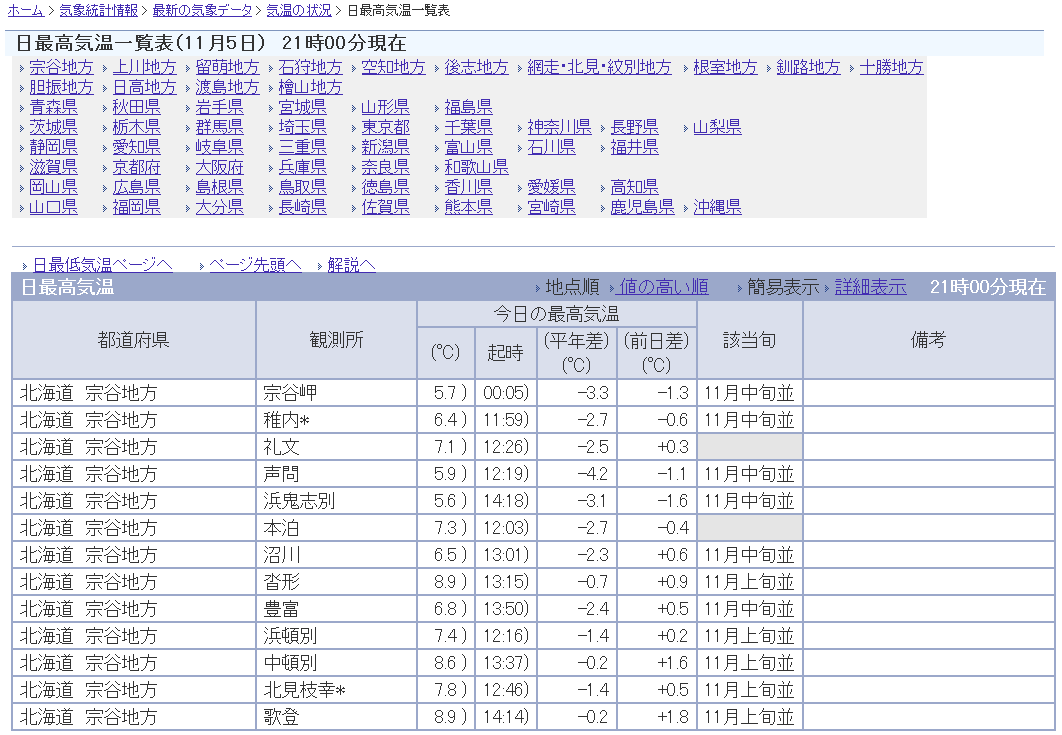 ホーム > 気象統計情報 > 最新の気象データ > 気温の状況 > 日最高気温一覧表
日最高気温一覧表(11月5日) 21時00分現在
宗谷地方 上川地方 留萌地方 石狩地方 空知地方 後志地方 網走・北見・紋別地方 根室地方 釧路地方 十勝地方
胆振地方 日高地方 渡島地方 檜山地方
青森県 秋田県 岩手県 宮城県 山形県 福島県
茨城県 栃木県 群馬県 埼玉県 東京都 千葉県 神奈川県 長野県 山梨県
静岡県 愛知県 岐阜県 三重県 新潟県 富山県 石川県 福井県
滋賀県 京都府 大阪府 兵庫県 奈良県 和歌山県
岡山県 広島県 島根県 鳥取県 徳島県 香川県 愛媛県 高知県
山口県 福岡県 大分県 長崎県 佐賀県 熊本県 宮崎県 鹿児島県 沖縄県
日最低気温ページへ ページ先頭へ 解説へ
日最高気温 地点順 値の高い順 簡易表示 詳細表示 21時00分現在
都道府県 観測所 今日の最高気温 該当旬 備考
(℃) 起時 (平年差)(℃) (前日差)(℃)
北海道 宗谷地方 宗谷岬 5.7 ) 00:05) −3.3 −1.3 11月中旬並
北海道 宗谷地方 稚内* 6.4 ) 11:59) −2.7 −0.6 11月中旬並
北海道 宗谷地方 礼文 7.1 ) 12:26) −2.5 +0.3
北海道 宗谷地方 声問 5.9 ) 12:19) −4.2 −1.1 11月中旬並
北海道 宗谷地方 浜鬼志別 5.6 ) 14:18) −3.1 −1.6 11月中旬並
北海道 宗谷地方 本泊 7.3 ) 12:03) −2.7 −0.4
北海道 宗谷地方 沼川 6.5 ) 13:01) −2.3 +0.6 11月中旬並
北海道 宗谷地方 沓形 8.9 ) 13:15) −0.7 +0.9 11月上旬並
北海道 宗谷地方 豊富 6.8 ) 13:50) −2.4 +0.5 11月中旬並
北海道 宗谷地方 浜頓別 7.4 ) 12:16) −1.4 +0.2 11月上旬並
北海道 宗谷地方 中頓別 8.6 ) 13:37) −0.2 +1.6 11月上旬並
北海道 宗谷地方 北見枝幸* 7.8 ) 12:46) −1.4 +0.5 11月上旬並
北海道 宗谷地方 歌登 8.9 ) 14:14) −0.2 +1.8 11月上旬並